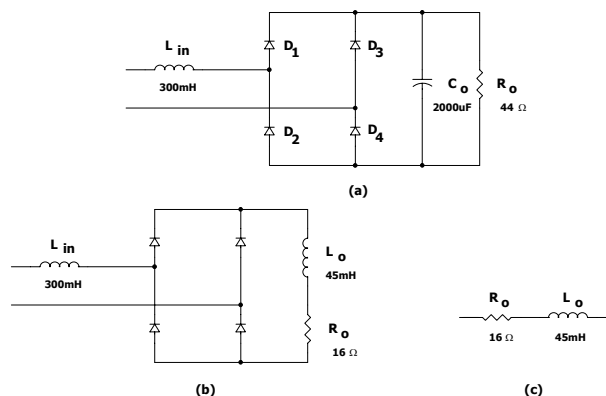 L in
300mH
D1
D3
D2
D4
C o
2000uF
R o
44 Ω
(a)
L in
300mH
L o
45mH
R o
16 Ω
(b)
R o
16 Ω
L o
45mH
(c)